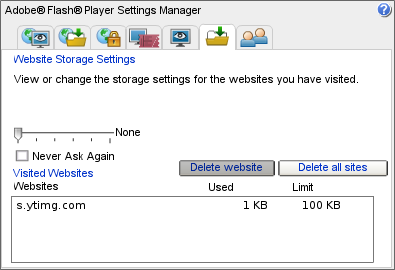 Adobe® Flash® Player Settings Manager
?
Website Storage Settings
View or change the storage settings for the websites you have visited.
None
Never Ask Again
Visited Websites
Delete website
Delete all sites
Websites Used Limit
s.ytimg.com 1 KB 100 KB